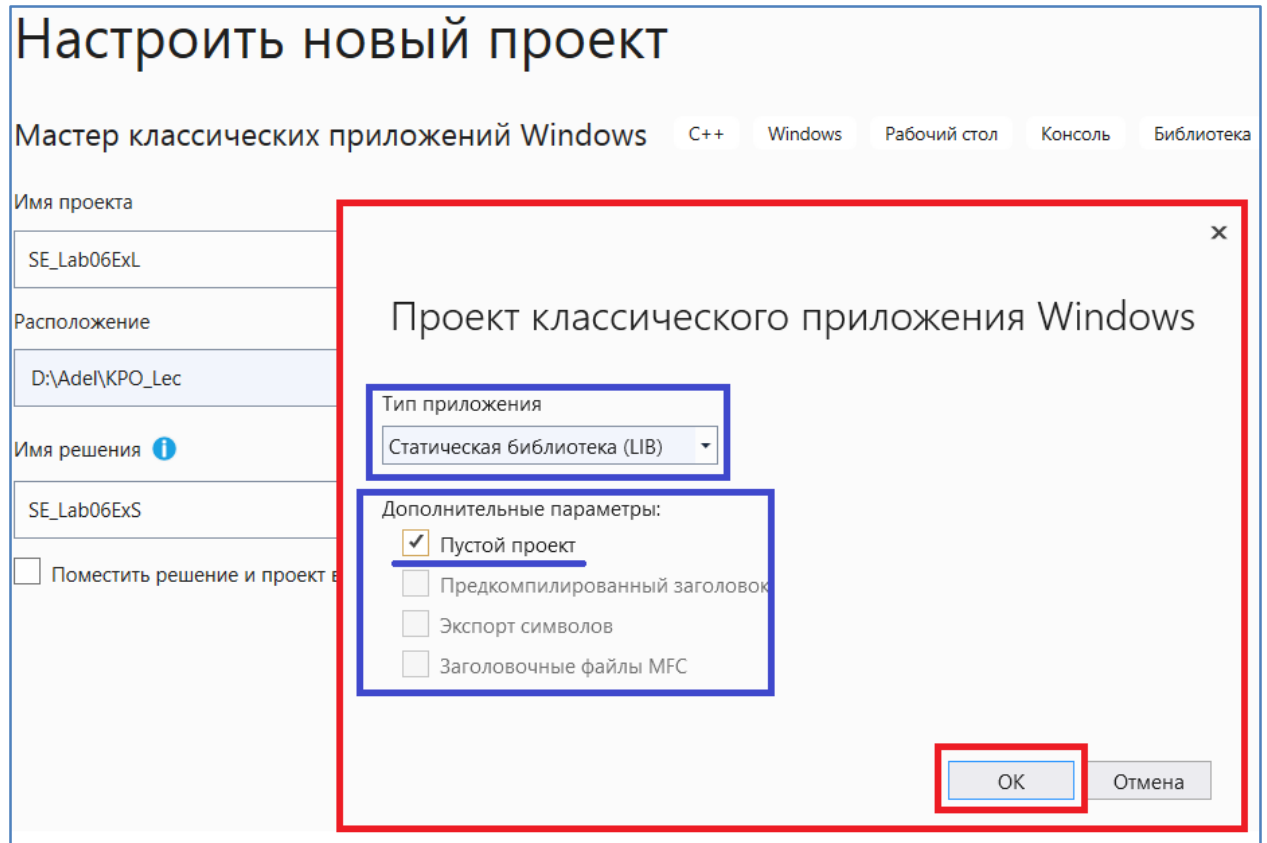 Настроить новый проект
Мастер классических приложений Windows C++ Windows Рабочий стол Консоль Библиотека
Имя проекта
SE_Lab06ExL
Расположение
D:\Adel\KPO_Lec
Имя решения
SE_Lab06ExS
Поместить решение и проект в
Проект классического приложения Windows
Тип приложения
Статическая библиотека (LIB)
Дополнительные параметры:
Пустой проект
Предкомпилированный заголовок
Экспорт символов
Заголовочные файлы MFC
ОК Отмена